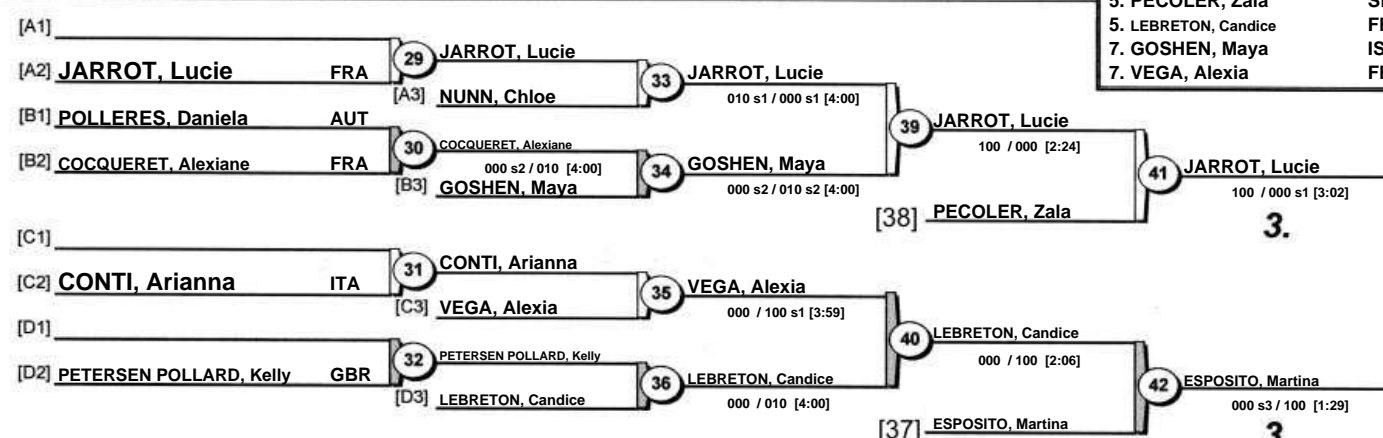 5. PECOLER, Zala
5. LEBRETON, Candice
7. GOSHEN, Maya IS
7. VEGA, Alexia
[A1]
[A2] JARROT, Lucie FRA
29 JARROT, Lucie
[A3] NUNN, Chloe
33 JARROT, Lucie
010 s1 / 000 s1 [4:00]
[B1] POLLERES, Daniela AUT
[B2] COCQUERET, Alexiane FRA
30 COCQUERET, Alexiane
000 s2 / 010 [4:00]
[B3] GOSHEN, Maya
34 GOSHEN, Maya
000 s2 / 010 s2 [4:00]
39 JARROT, Lucie
100 / 000 [2:24]
[38] PECOLER, Zala
41 JARROT, Lucie
100 / 000 s1 [3:02]
3.
[C1]
[C2] CONTI, Arianna ITA
31 CONTI, Arianna
[C3] VEGA, Alexia
35 VEGA, Alexia
000 / 100 s1 [3:59]
[D1]
[D2] PETERSEN POLLARD, Kelly GBR
32 PETERSEN POLLARD, Kelly
[D3] LEBRETON, Candice
36 LEBRETON, Candice
000 / 010 [4:00]
40 LEBRETON, Candice
000 / 100 [2:06]
[37] ESPOSITO, Martina
42 ESPOSITO, Martina
000 s3 / 100 [1:29]
3